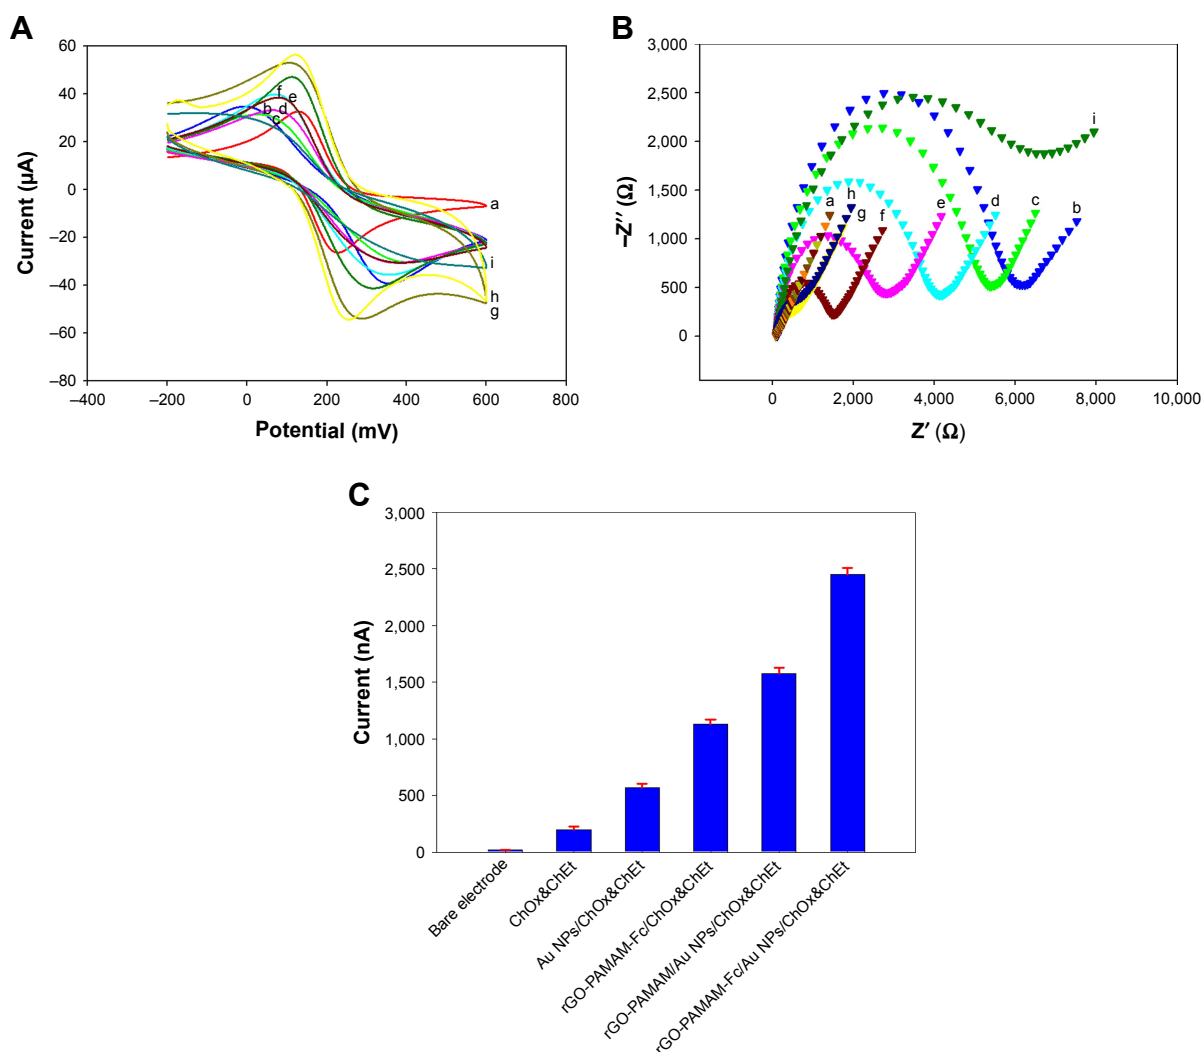 A
60
40
20
0
–20
–40
–60
–80
–400
–200
0
200
400
600
800
Current (µA)
Potential (mV)
f
e
b
d
c
a
i
h
g
B
3,000
2,500
2,000
1,500
1,000
500
0
0
2,000
4,000
6,000
8,000
10,000
–Z″ (Ω)
Z′ (Ω)
i
h
a
g
f
e
d
c
b
C
3,000
2,500
2,000
1,500
1,000
500
0
Current (nA)
Bare electrode
ChOx&ChEt
Au NPs/ChOx&ChEt
rGO-PAMAM-Fc/ChOx&ChEt
rGO-PAMAM/Au NPs/ChOx&ChEt
rGO-PAMAM-Fc/Au NPs/ChOx&ChEt